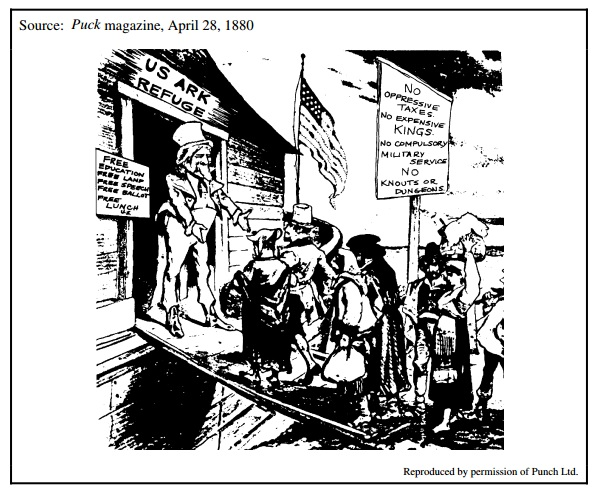 Source: Puck magazine, April 28, 1880
US ARK
REFUGE
FREE
EDUCATION
FREE LAND
FREE SPEECH
FREE BALLOT
FREE
LUNCH
NO
OPPRESSIVE
TAXES.
NO EXPENSIVE
KINGS.
NO COMPULSORY
MILITARY
SERVICE
NO
KNOUTS OR
DUNGEONS.
Reproduced by permission of Punch Ltd.